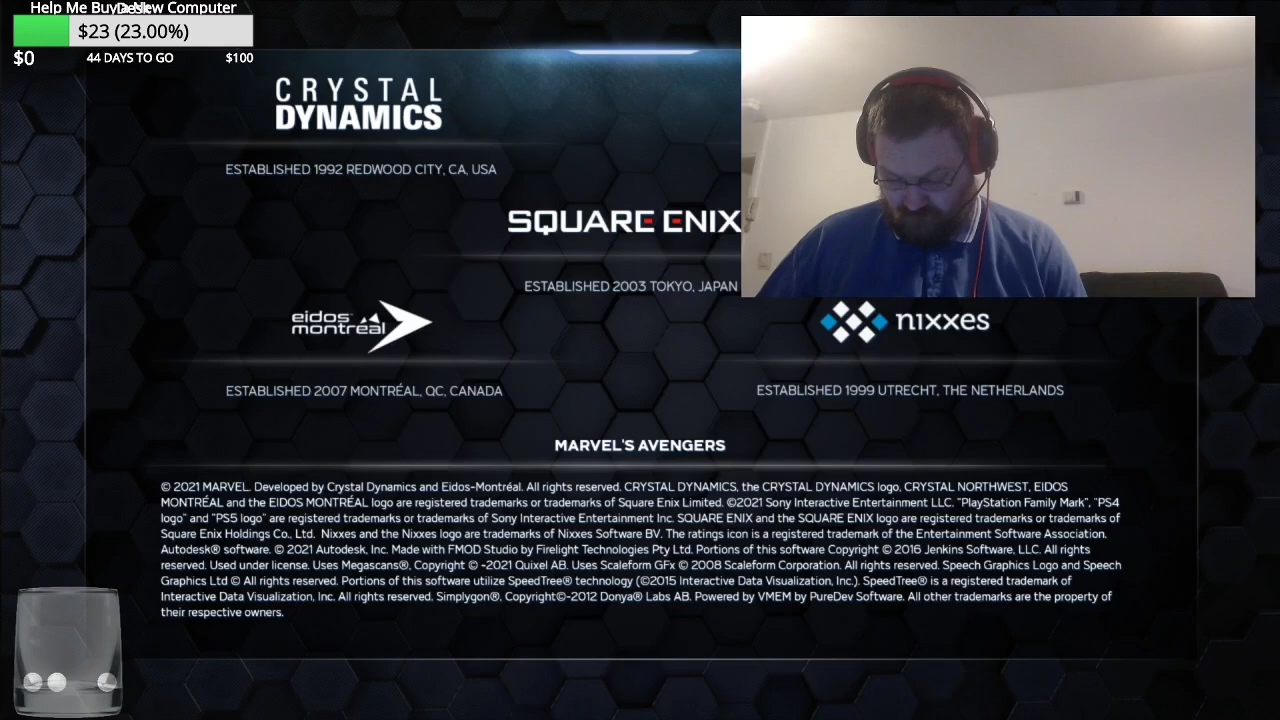 Help Me Buy a New Computer
$23 (23.00%)
$0
44 DAYS TO GO
$100
CRYSTAL
DYNAMICS
ESTABLISHED 1992 REDWOOD CITY, CA, USA
SQUARE ENIX
ESTABLISHED 2003 TOKYO, JAPAN
eidos
montréal
nixxes
ESTABLISHED 2007 MONTRÉAL, QC, CANADA
ESTABLISHED 1999 UTRECHT, THE NETHERLANDS
MARVEL'S AVENGERS
© 2021 MARVEL. Developed by Crystal Dynamics and Eidos-Montréal. All rights reserved. CRYSTAL DYNAMICS, the CRYSTAL DYNAMICS logo, CRYSTAL NORTHWEST, EIDOS
MONTRÉAL and the EIDOS MONTRÉAL logo are registered trademarks or trademarks of Square Enix Limited. ©2021 Sony Interactive Entertainment LLC. "PlayStation Family Mark", "PS4
logo" and "PS5 logo" are registered trademarks or trademarks of Sony Interactive Entertainment Inc. SQUARE ENIX and the SQUARE ENIX logo are registered trademarks or trademarks of
Square Enix Holdings Co., Ltd. Nixxes and the Nixxes logo are trademarks of Nixxes Software BV. The ratings icon is a registered trademark of the Entertainment Software Association.
Autodesk® software. © 2021 Autodesk, Inc. Made with FMOD Studio by Firelight Technologies Pty Ltd. Portions of this software Copyright © 2016 Jenkins Software, LLC. All rights
reserved. Used under license. Uses Megascans®, Copyright © -2021 Quixel AB. Uses Scaleform GFx © 2008 Scaleform Corporation. All rights reserved. Speech Graphics Logo and Speech
Graphics Ltd © All rights reserved. Portions of this software utilize SpeedTree® technology (©2015 Interactive Data Visualization, Inc.). SpeedTree® is a registered trademark of
Interactive Data Visualization, Inc. All rights reserved. Simplygon®, Copyright©-2012 Donya® Labs AB. Powered by VMEM by PureDev Software. All other trademarks are the property of
their respective owners.